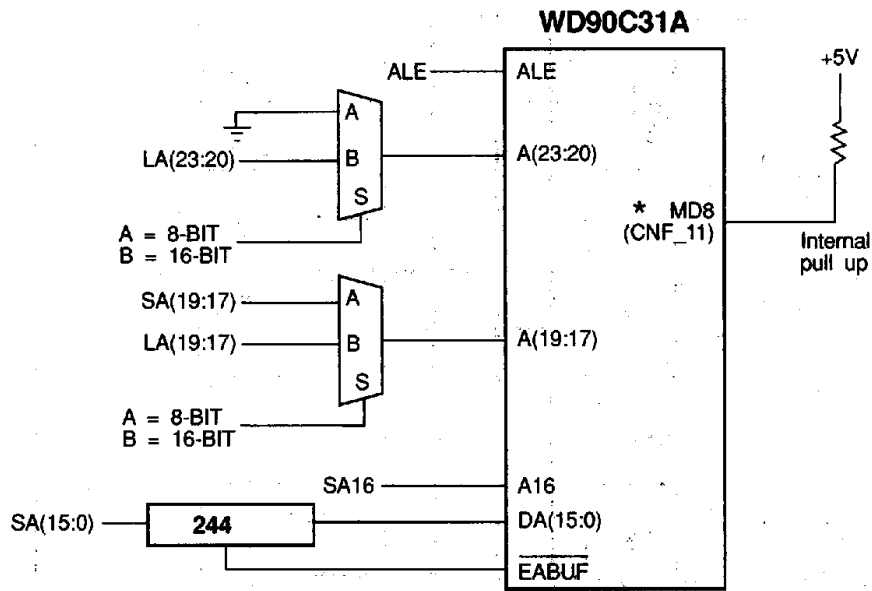 WD90C31A
ALE
ALE
+5V
A
LA(23:20)
B
A(23:20)
S
* MD8
(CNF_11)
A = 8-BIT
B = 16-BIT
Internal
pull up
SA(19:17)
A
LA(19:17)
B
A(19:17)
S
A = 8-BIT
B = 16-BIT
SA16
A16
SA(15:0)
244
DA(15:0)
EABUF